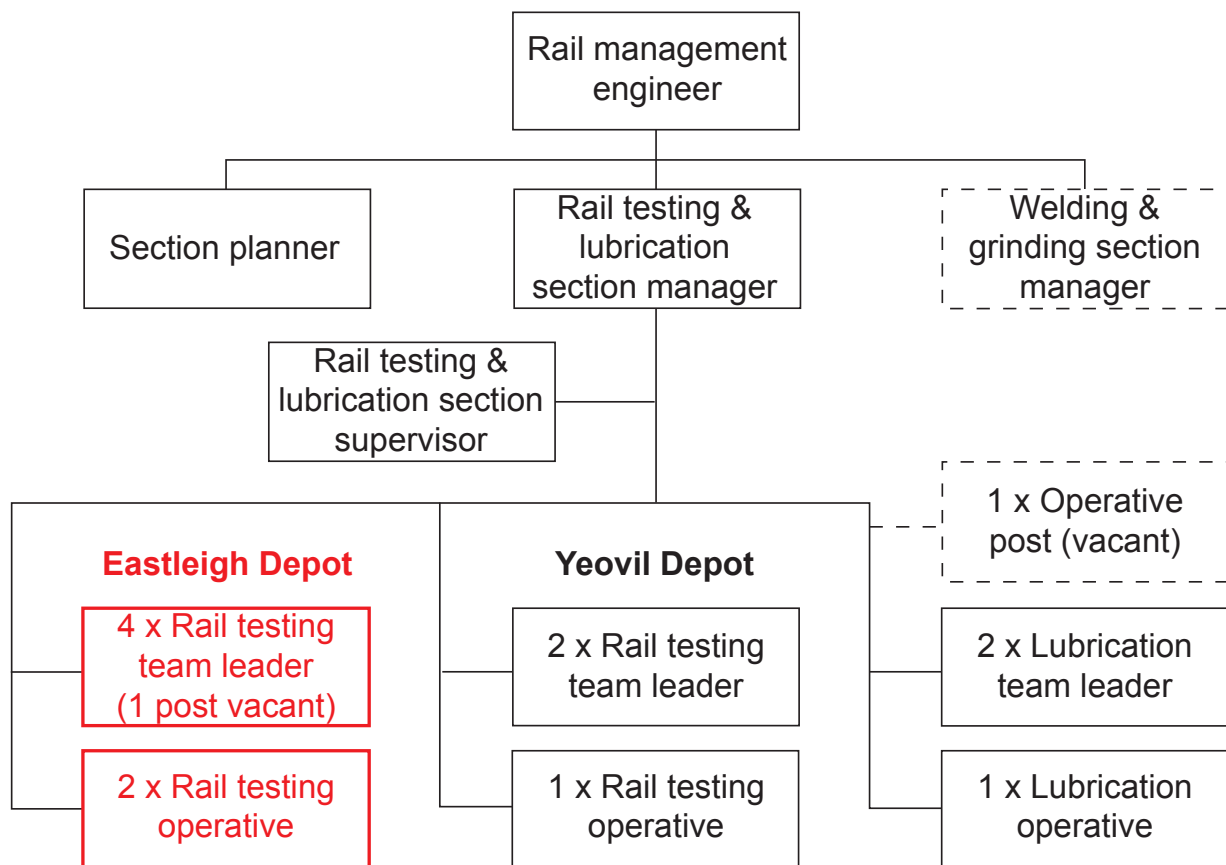 Rail management
engineer
Section planner
Rail testing &
lubrication
section manager
Welding &
grinding section
manager
Rail testing &
lubrication section
supervisor
1 x Operative
post (vacant)
Eastleigh Depot
4 x Rail testing
team leader
(1 post vacant)
2 x Rail testing
operative
Yeovil Depot
2 x Rail testing
team leader
1 x Rail testing
operative
2 x Lubrication
team leader
1 x Lubrication
operative